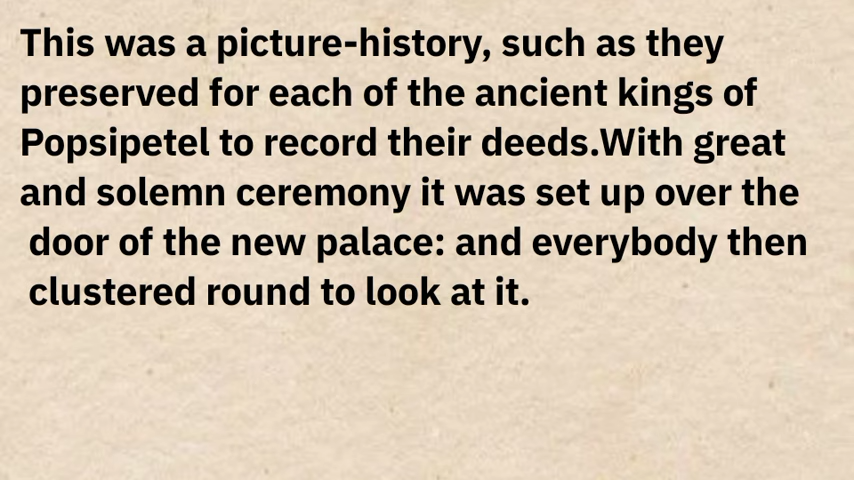 This was a picture-history, such as they
preserved for each of the ancient kings of
Popsipetel to record their deeds.With great
and solemn ceremony it was set up over the
door of the new palace: and everybody then
clustered round to look at it.